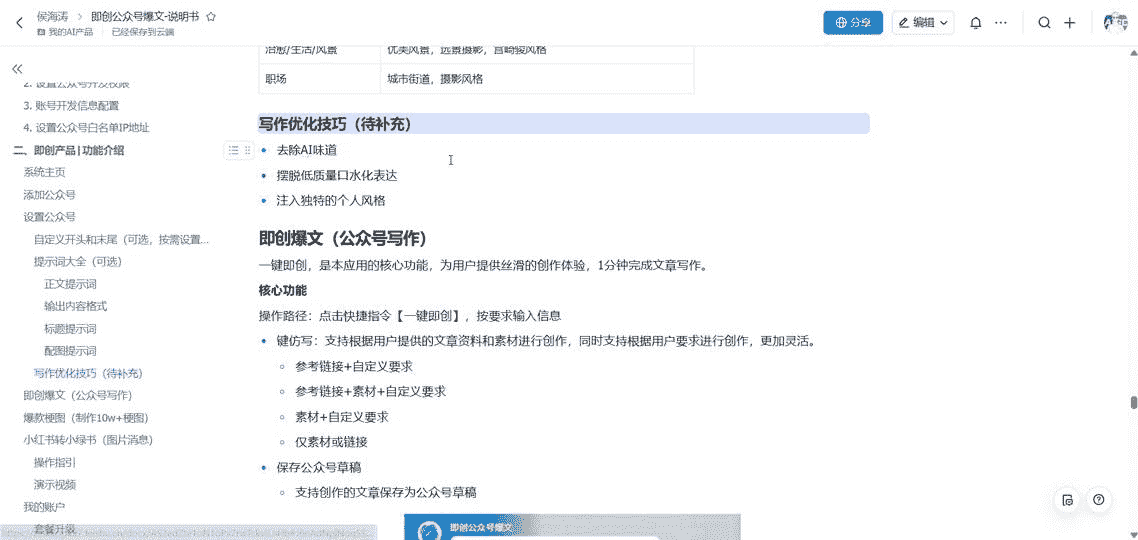 侯海涛 > 即创公众号爆文-说明书
我的AI产品 已经保存到云端
分享
编辑
2. 设置公众号开发权限
3. 账号开发信息配置
4. 设置公众号白名单IP地址
二、即创产品|功能介绍
系统主页
添加公众号
设置公众号
自定义开头和末尾（可选，按需设置...
提示词大全（可选）
正文提示词
输出内容格式
标题提示词
配图提示词
写作优化技巧（待补充）
即创爆文（公众号写作）
爆款梗图（制作10w+梗图）
小红书转小绿书（图片消息）
操作指引
演示视频
我的账户
套餐升级
治愈/生活/风景 优美风景，远景摄影，宫崎骏风格
职场 城市街道，摄影风格
写作优化技巧（待补充）
去除AI味道
摆脱低质量口水化表达
注入独特的个人风格
即创爆文（公众号写作）
一键即创，是本应用的核心功能，为用户提供丝滑的创作体验，1分钟完成文章写作。
核心功能
操作路径：点击快捷指令【一键即创】，按要求输入信息
键仿写：支持根据用户提供的文章资料和素材进行创作，同时支持根据用户要求进行创作，更加灵活。
参考链接+自定义要求
参考链接+素材+自定义要求
素材+自定义要求
仅素材或链接
保存公众号草稿
支持创作的文章保存为公众号草稿
即创公众号爆文